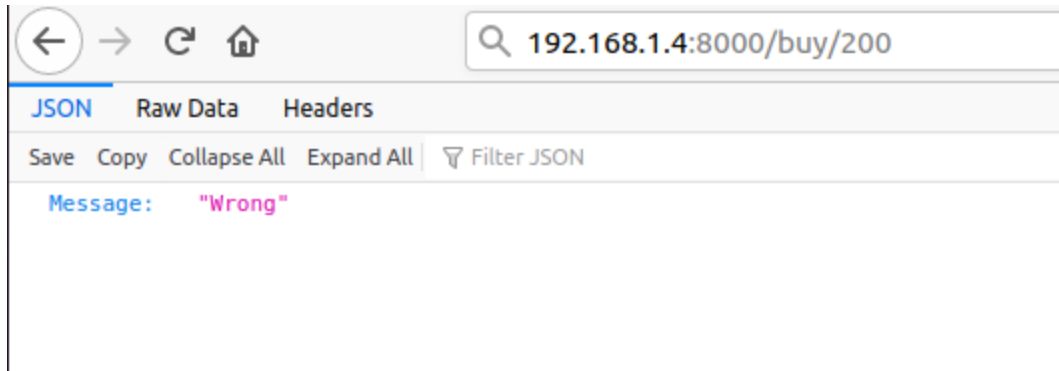 192.168.1.4:8000/buy/200
JSON Raw Data Headers
Save Copy Collapse All Expand All Filter JSON
Message: "Wrong"